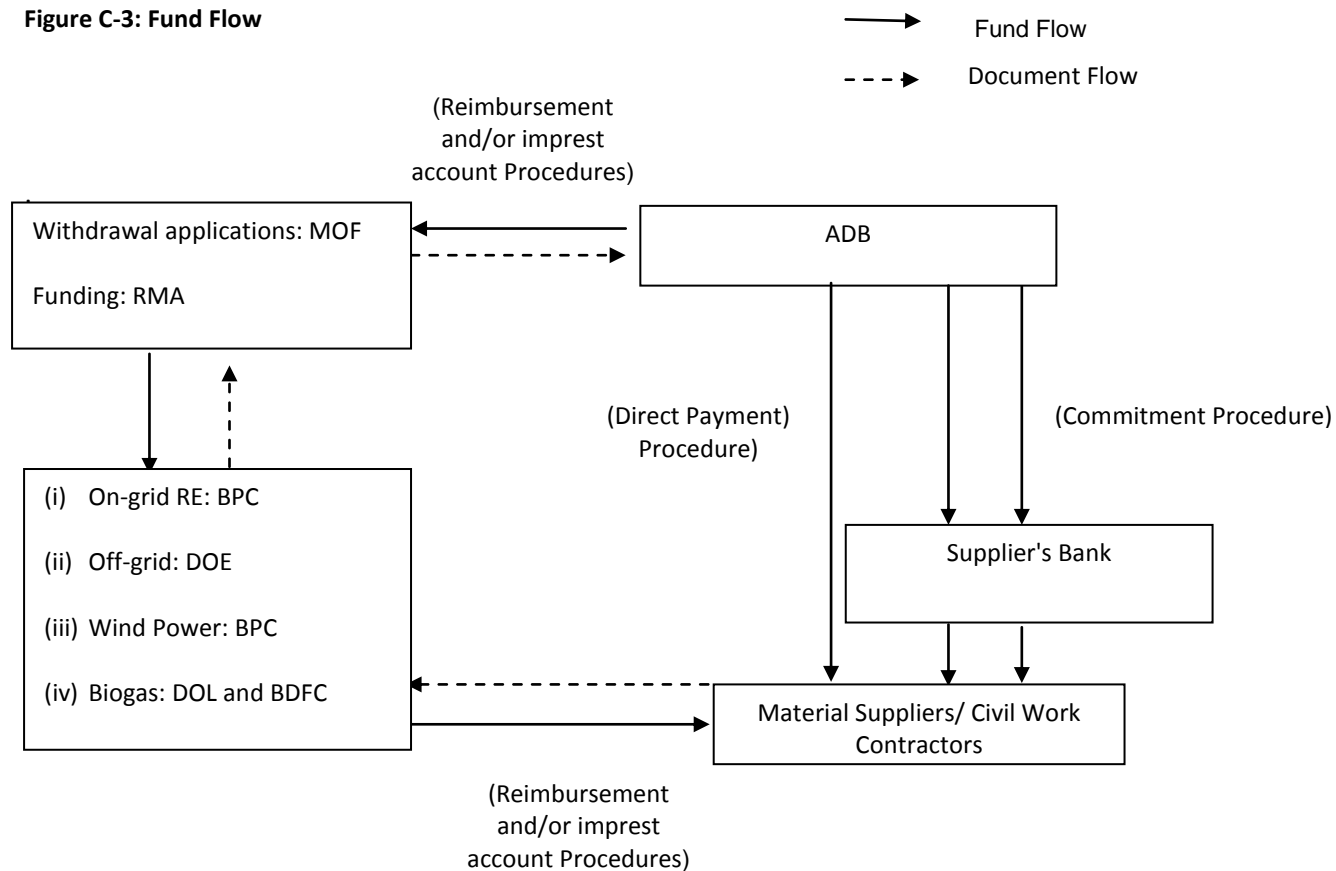 Figure C-3: Fund Flow
Fund Flow
Document Flow
(Reimbursement
and/or imprest
account Procedures)
Withdrawal applications: MOF
Funding: RMA
ADB
(Direct Payment)
Procedure)
(Commitment Procedure)
(i) On-grid RE: BPC
(ii) Off-grid: DOE
(iii) Wind Power: BPC
(iv) Biogas: DOL and BDFC
Supplier's Bank
Material Suppliers/ Civil Work
Contractors
(Reimbursement
and/or imprest
account Procedures)